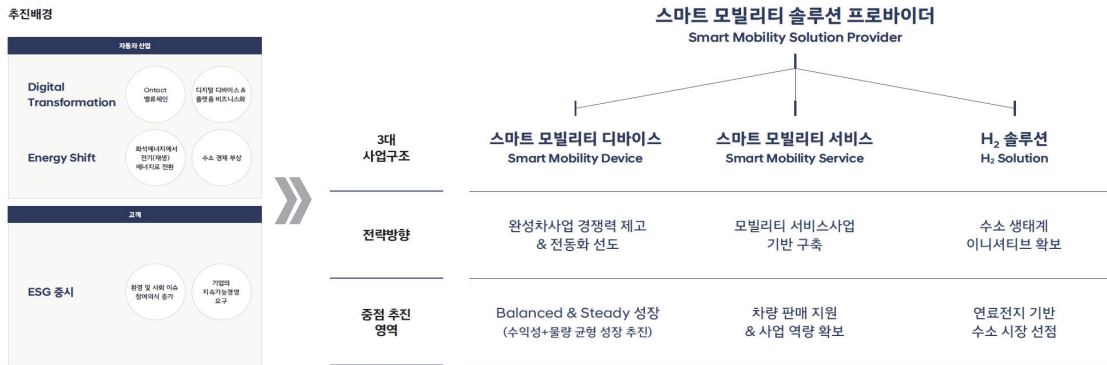 추진배경
자동차 산업
Digital
Transformation
Ontact
밸류체인
디지털 디바이스 &
플랫폼 비즈니스화
Energy Shift
화석에너지에서
전기(재생)
에너지로 전환
수소 경제 부상
고객
ESG 중시
환경 및 사회 이슈
참여의식 증가
기업의
지속가능경영
요구
스마트 모빌리티 솔루션 프로바이더
Smart Mobility Solution Provider
3대
사업구조
스마트 모빌리티 디바이스
Smart Mobility Device
스마트 모빌리티 서비스
Smart Mobility Service
H₂ 솔루션
H₂ Solution
전략방향
완성차사업 경쟁력 제고
& 전동화 선도
모빌리티 서비스사업
기반 구축
수소 생태계
이니셔티브 확보
중점 추진
영역
Balanced & Steady 성장
(수익성+물량 균형 성장 추진)
차량 판매 지원
& 사업 역량 확보
연료전지 기반
수소 시장 선점